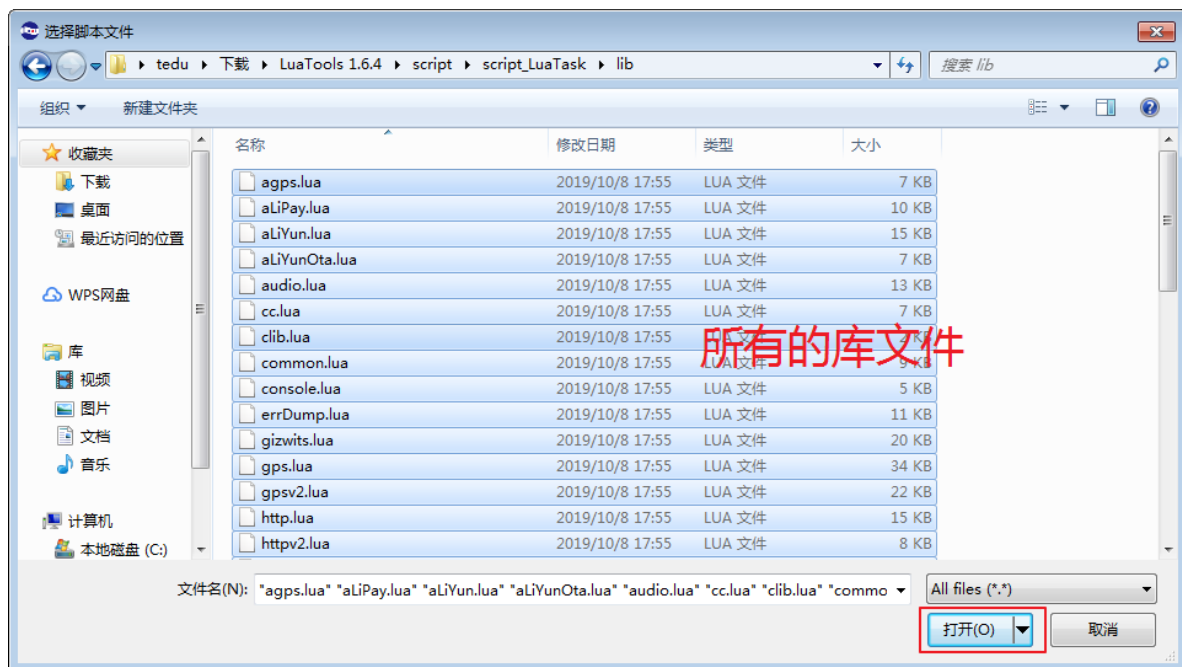 选择脚本文件
tedu 下载 LuaTools 1.6.4 script script_LuaTask lib
搜索 lib
组织 新建文件夹
名称 修改日期 类型 大小
收藏夹
下载
桌面
最近访问的位置
WPS网盘
库
视频
图片
文档
音乐
计算机
本地磁盘 (C:)
agps.lua 2019/10/8 17:55 LUA 文件 7 KB
aLiPay.lua 2019/10/8 17:55 LUA 文件 10 KB
aLiYun.lua 2019/10/8 17:55 LUA 文件 15 KB
aLiYunOta.lua 2019/10/8 17:55 LUA 文件 7 KB
audio.lua 2019/10/8 17:55 LUA 文件 13 KB
cc.lua 2019/10/8 17:55 LUA 文件 7 KB
clib.lua 2019/10/8 17:55 LUA 文件 2 KB
common.lua 2019/10/8 17:55 LUA 文件 9 KB
console.lua 2019/10/8 17:55 LUA 文件 5 KB
errDump.lua 2019/10/8 17:55 LUA 文件 11 KB
gizwits.lua 2019/10/8 17:55 LUA 文件 20 KB
gps.lua 2019/10/8 17:55 LUA 文件 34 KB
gpsv2.lua 2019/10/8 17:55 LUA 文件 22 KB
http.lua 2019/10/8 17:55 LUA 文件 15 KB
httpv2.lua 2019/10/8 17:55 LUA 文件 8 KB
所有的库文件
文件名(N): "agps.lua" "aLiPay.lua" "aLiYun.lua" "aLiYunOta.lua" "audio.lua" "cc.lua" "clib.lua" "commo
All files (*.*)
打开(O) 取消